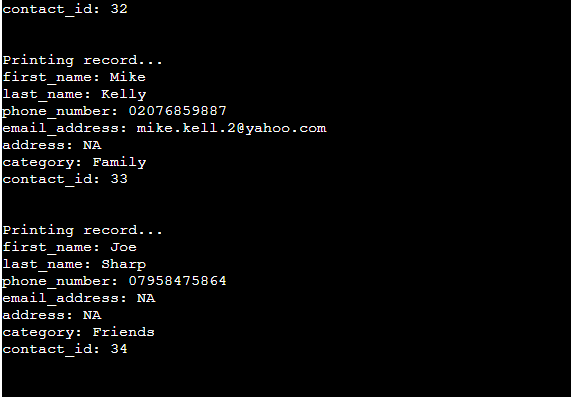 contact_id: 32
Printing record...
first_name: Mike
last_name: Kelly
phone_number: 02076859887
email_address: mike.kell.2@yahoo.com
address: NA
category: Family
contact_id: 33
Printing record...
first_name: Joe
last_name: Sharp
phone_number: 07958475864
email_address: NA
address: NA
category: Friends
contact_id: 34